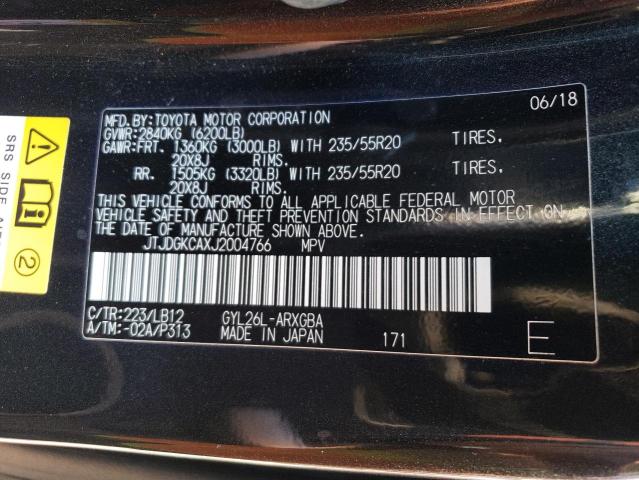 06/18
MFD.BY:TOYOTA MOTOR CORPORATION
GVWR:2840KG (6200LB)
GAWR:FRT. 1360KG (3000LB) WITH 235/55R20 TIRES,
20X8J RIMS.
RR. 1505KG (3320LB) WITH 235/55R20 TIRES,
20X8J RIMS.
THIS VEHICLE CONFORMS TO ALL APPLICABLE FEDERAL MOTOR
VEHICLE SAFETY AND THEFT PREVENTION STANDARDS IN EFFECT ON
THE DATE OF MANUFACTURE SHOWN ABOVE.
JTJDGKCAXJ2004766 MPV
C/TR:223/LB12 GYL26L-ARXGBA
A/TM:-02A/P313 MADE IN JAPAN 171 E
SRS SIDE
2